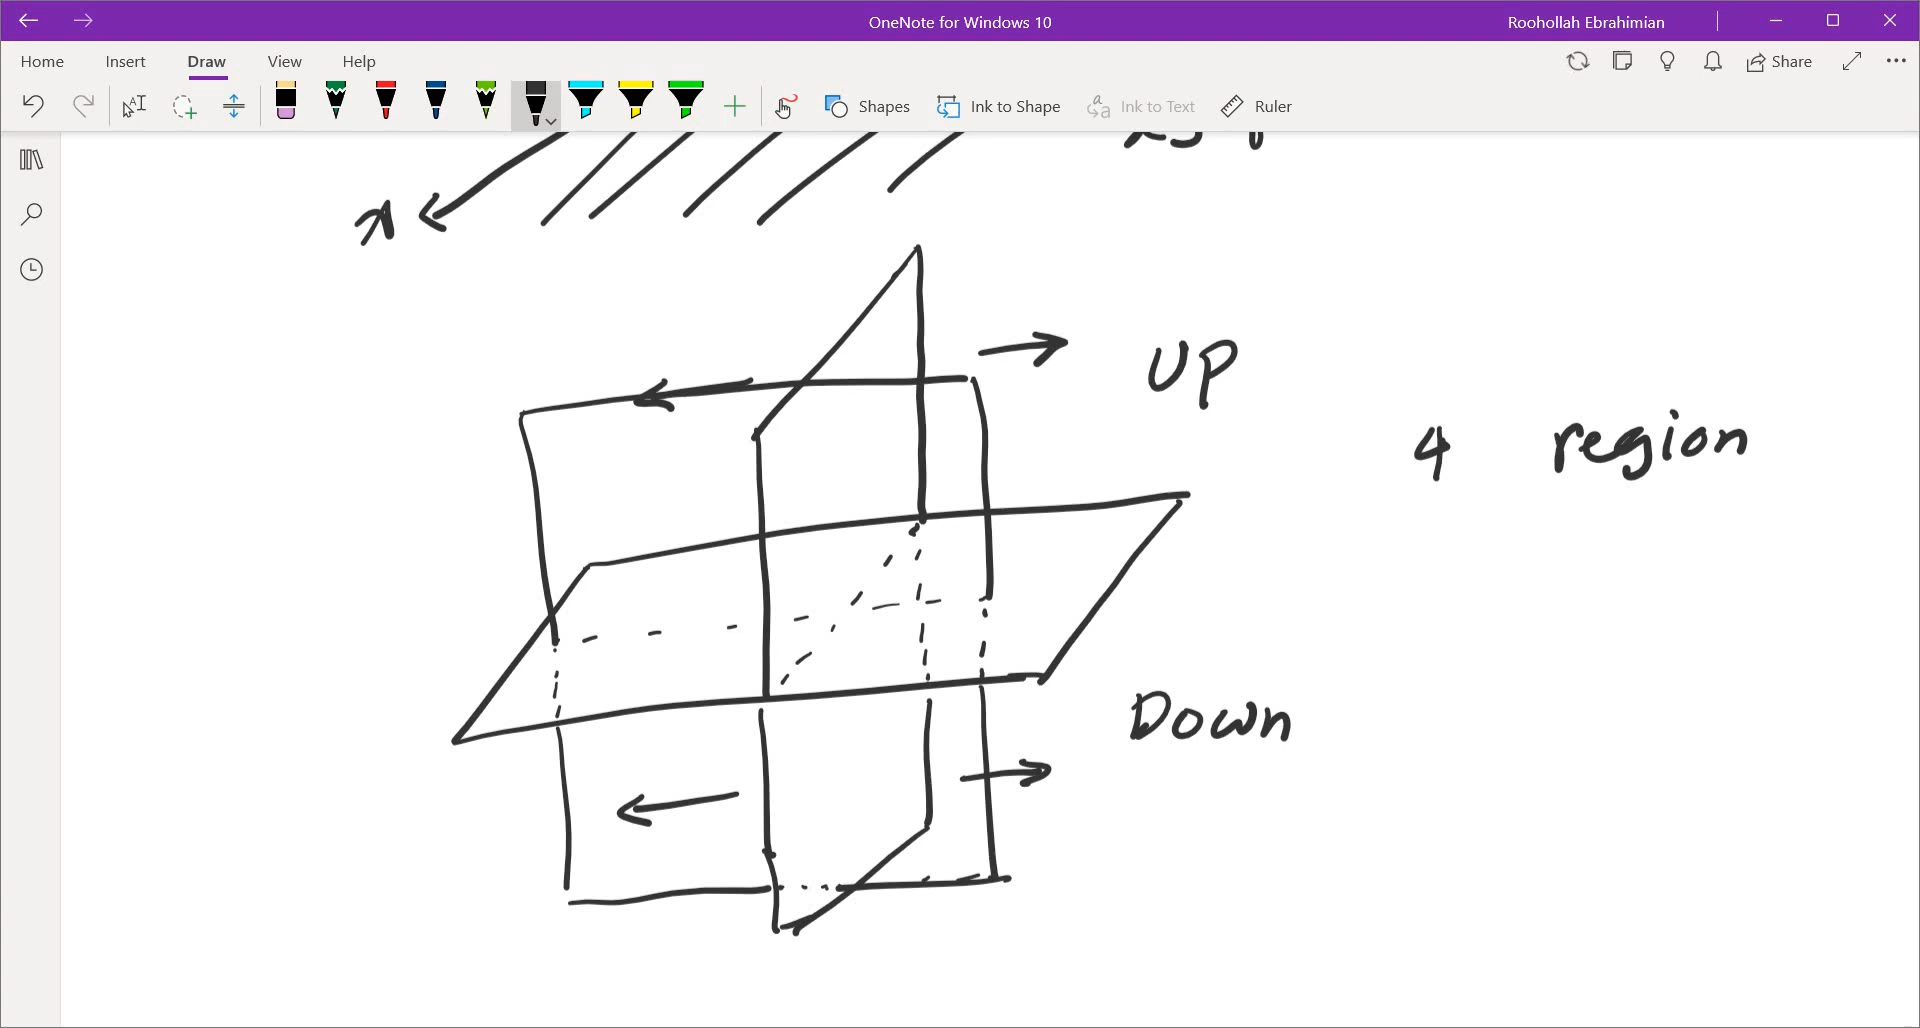 OneNote for Windows 10
Roohollah Ebrahimian
Home Insert Draw View Help
Share
Shapes Ink to Shape Ink to Text Ruler
x
UP
4 region
Down